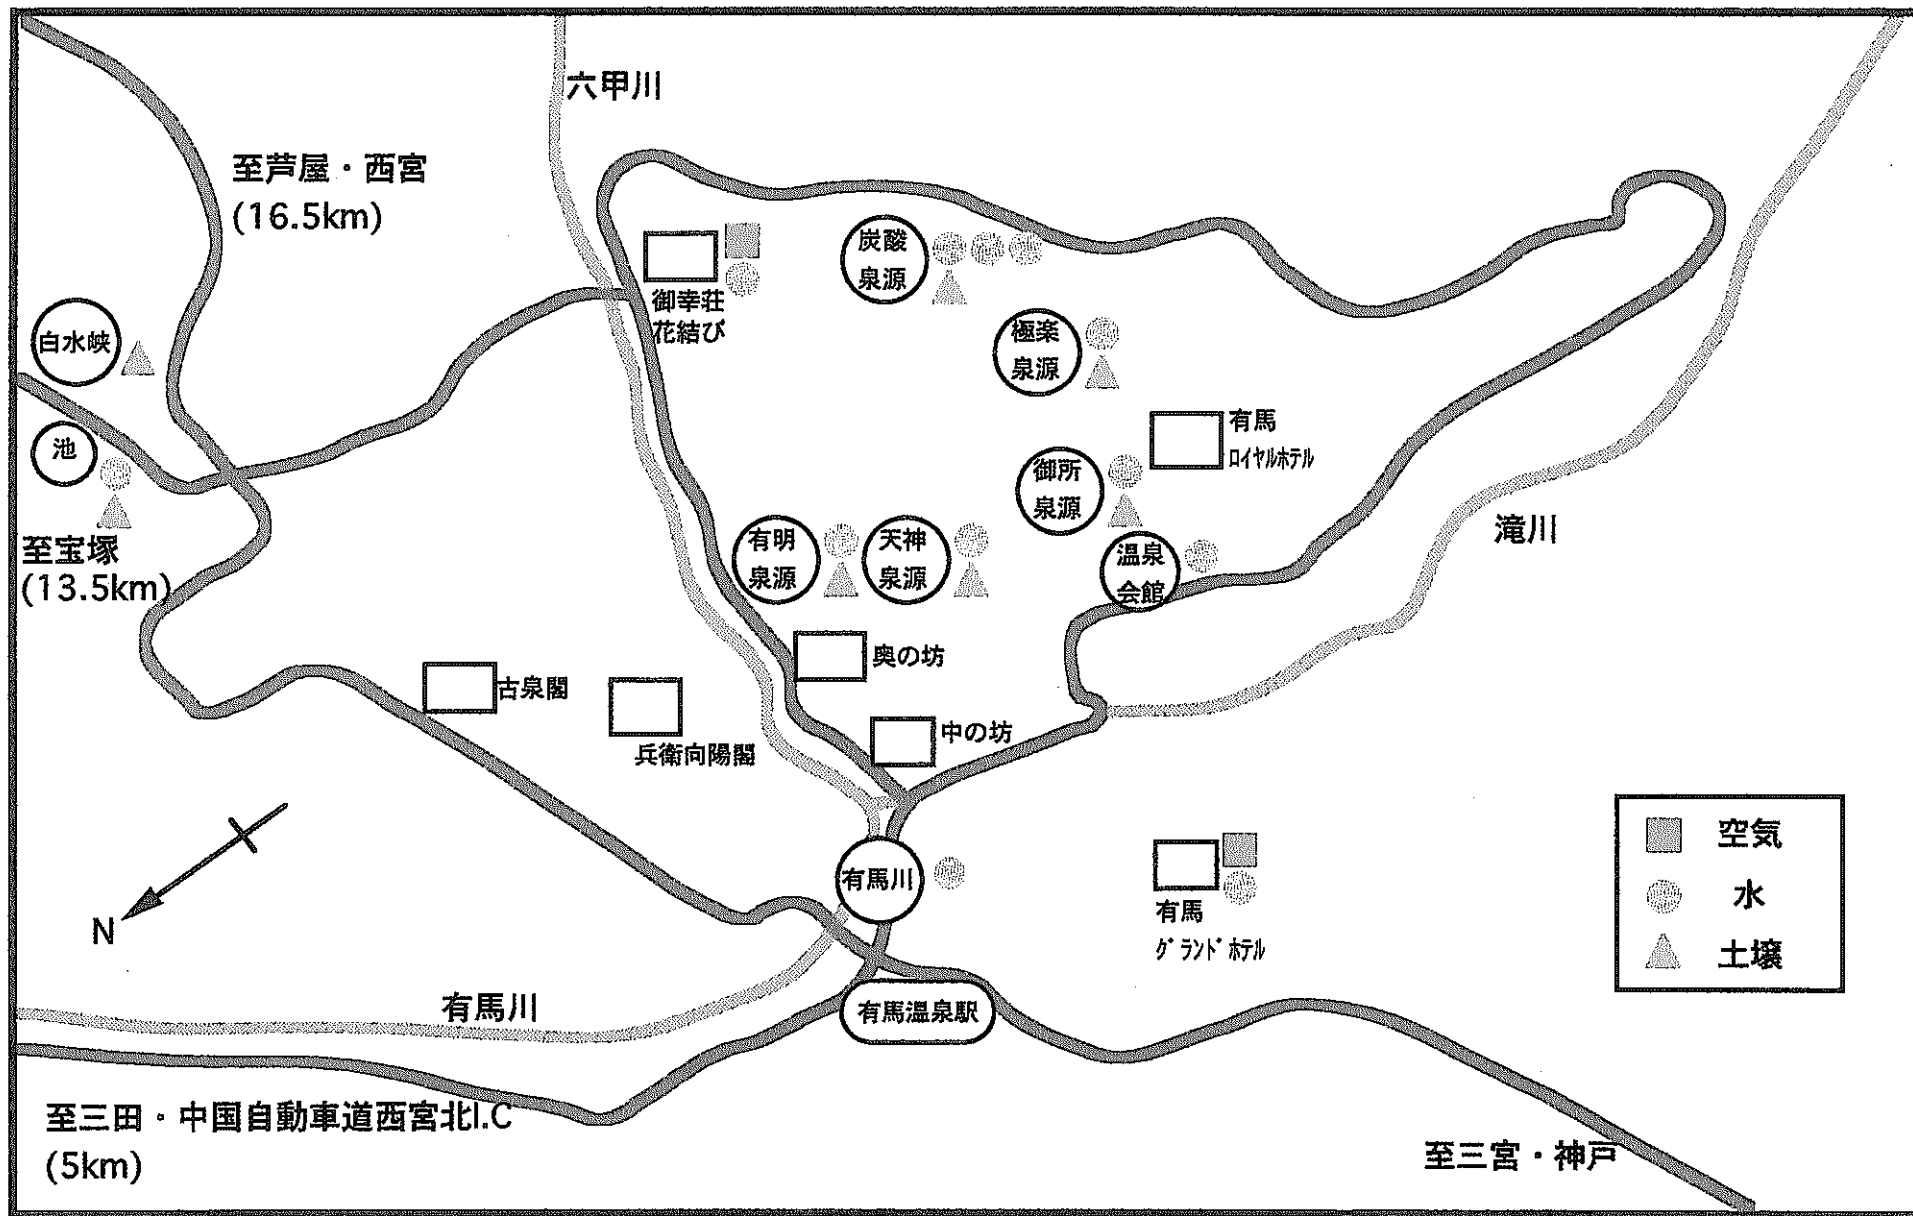 六甲川
至芦屋・西宮
(16.5km)
御幸荘
花結び
炭酸
泉源
極楽
泉源
白水峡
池
有馬
ロイヤルホテル
御所
泉源
滝川
至宝塚
(13.5km)
有明
泉源
天神
泉源
温泉
会館
奥の坊
古泉閣
兵衛向陽閣
中の坊
N
有馬川
有馬
グランドホテル
空気
水
土壌
有馬川
有馬温泉駅
至三田・中国自動車道西宮北I.C
(5km)
至三宮・神戸